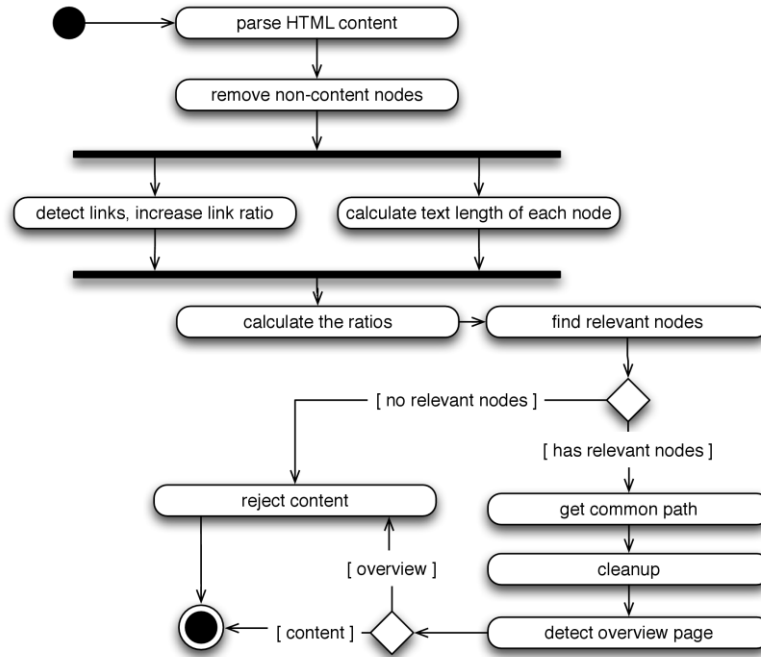 parse HTML content
remove non-content nodes
detect links, increase link ratio
calculate text length of each node
calculate the ratios
find relevant nodes
[ no relevant nodes ]
[ has relevant nodes ]
reject content
get common path
[ overview ]
cleanup
[ content ]
detect overview page